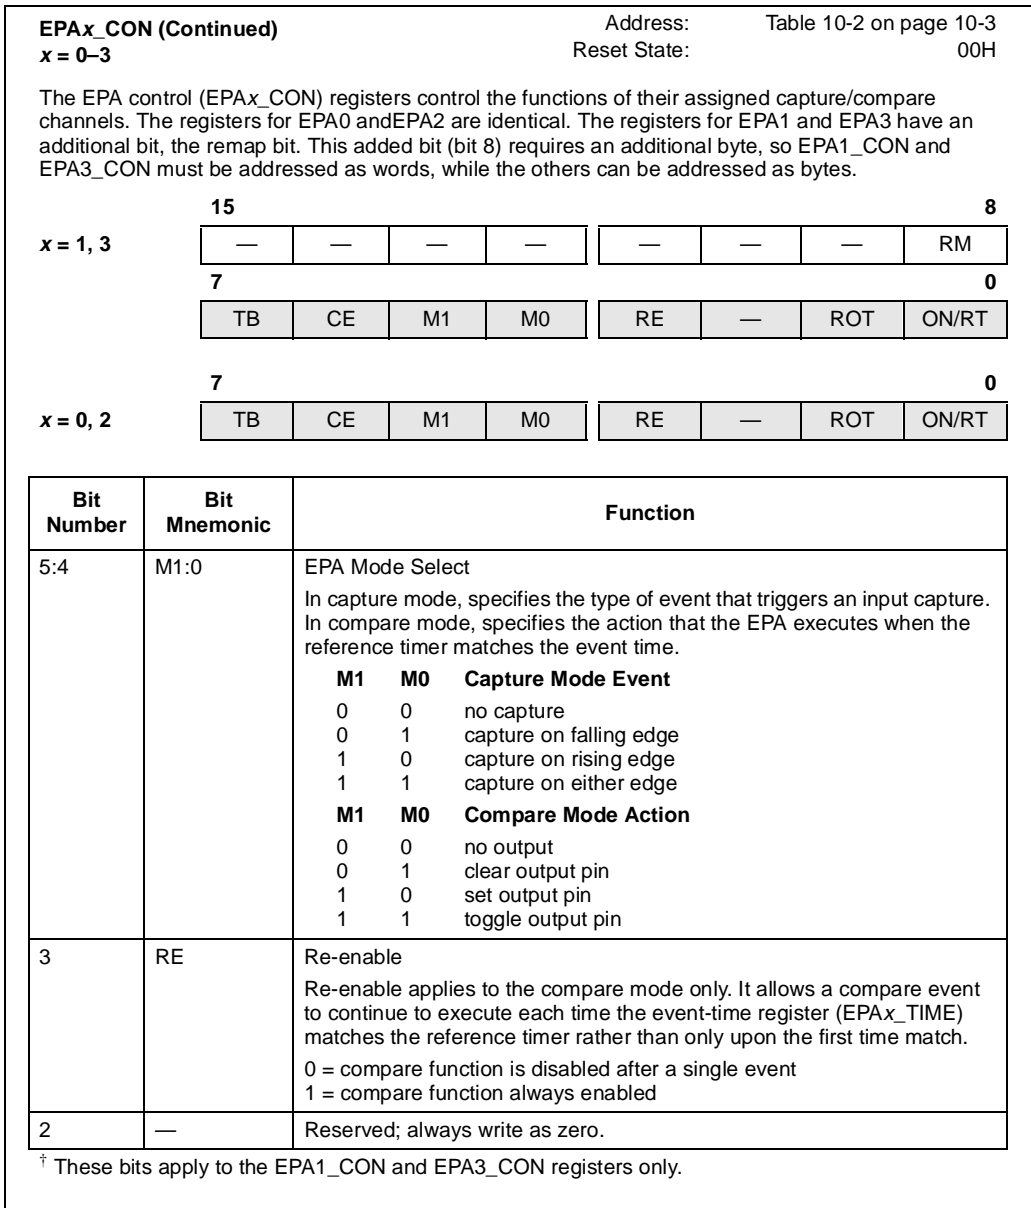 EPAx_CON (Continued)
x = 0–3
Address: Table 10-2 on page 10-3
Reset State: 00H
The EPA control (EPAx_CON) registers control the functions of their assigned capture/compare
channels. The registers for EPA0 andEPA2 are identical. The registers for EPA1 and EPA3 have an
additional bit, the remap bit. This added bit (bit 8) requires an additional byte, so EPA1_CON and
EPA3_CON must be addressed as words, while the others can be addressed as bytes.
15 8
x = 1, 3 — — — — — — — RM
7 0
TB CE M1 M0 RE — ROT ON/RT
7 0
x = 0, 2 TB CE M1 M0 RE — ROT ON/RT
Bit Number Bit Mnemonic Function
5:4 M1:0 EPA Mode Select
In capture mode, specifies the type of event that triggers an input capture.
In compare mode, specifies the action that the EPA executes when the
reference timer matches the event time.
M1 M0 Capture Mode Event
0 0 no capture
0 1 capture on falling edge
1 0 capture on rising edge
1 1 capture on either edge
M1 M0 Compare Mode Action
0 0 no output
0 1 clear output pin
1 0 set output pin
1 1 toggle output pin
3 RE Re-enable
Re-enable applies to the compare mode only. It allows a compare event
to continue to execute each time the event-time register (EPAx_TIME)
matches the reference timer rather than only upon the first time match.
0 = compare function is disabled after a single event
1 = compare function always enabled
2 — Reserved; always write as zero.
† These bits apply to the EPA1_CON and EPA3_CON registers only.